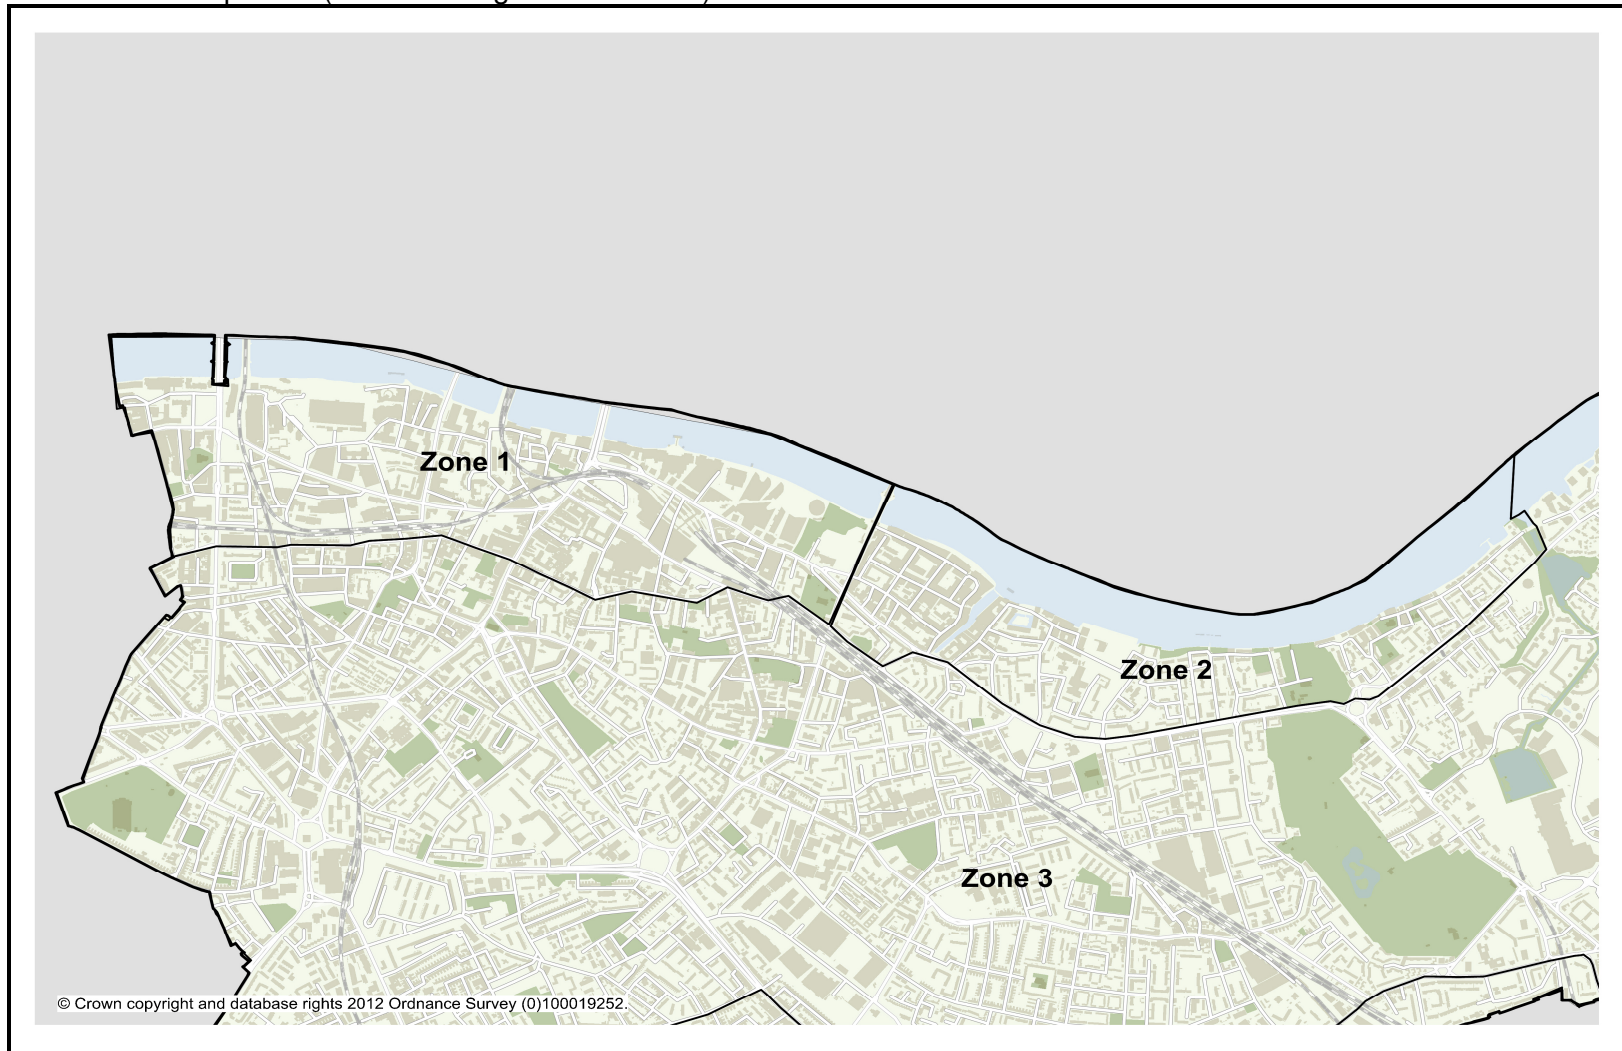 Zone 1
Zone 2
Zone 3
© Crown copyright and database rights 2012 Ordnance Survey (0)100019252.